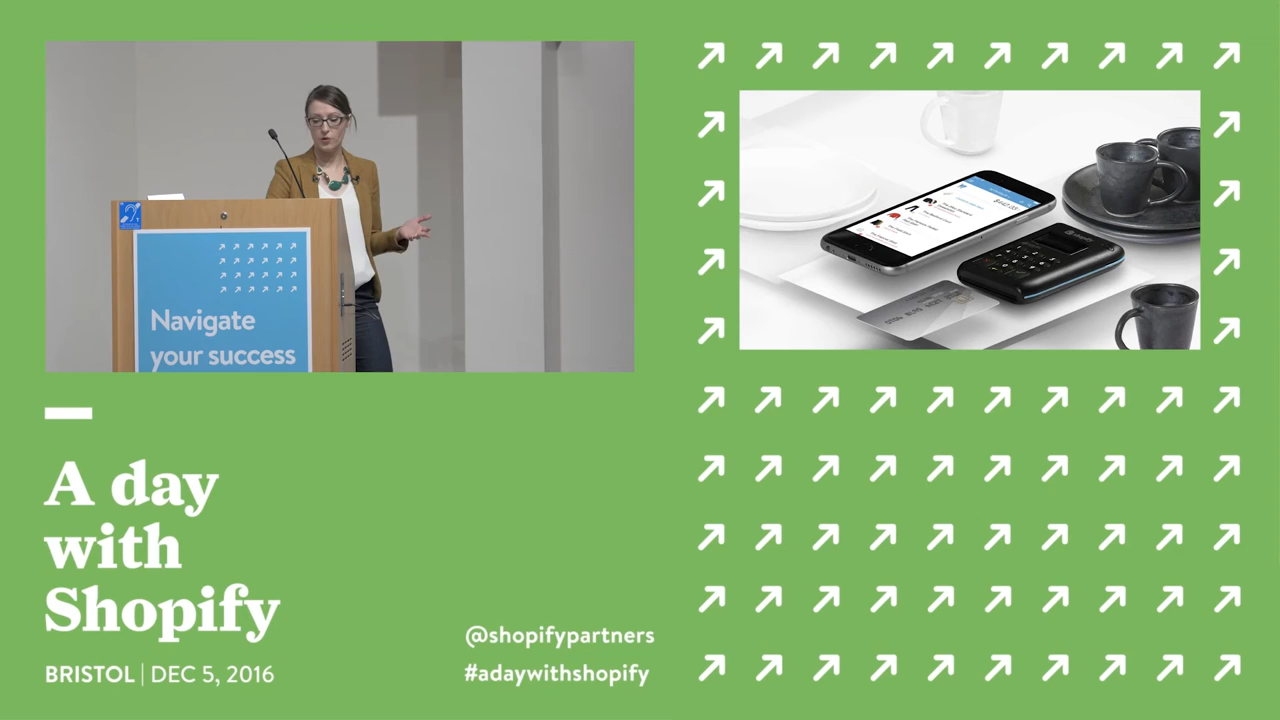 Navigate
your success
A day
with
Shopify
BRISTOL | DEC 5, 2016
@shopifypartners
#adaywithshopify